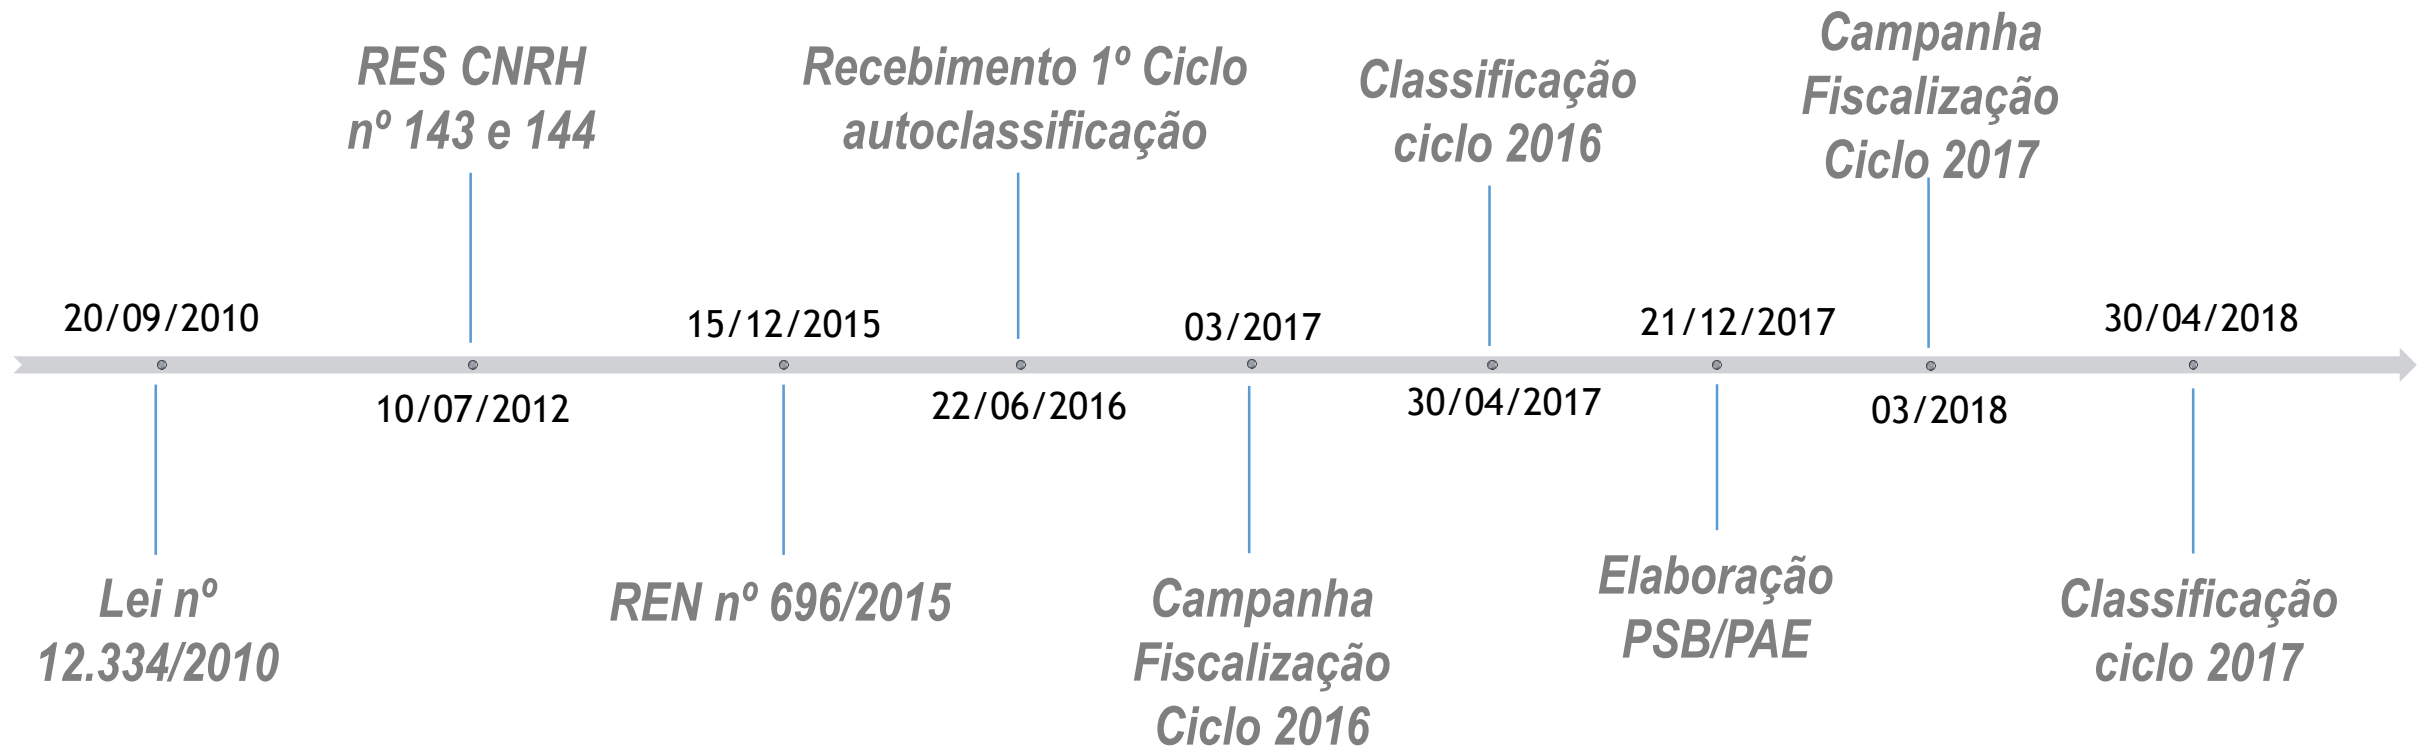 RES CNRH
nº 143 e 144
Recebimento 1º Ciclo
autoclassificação
Classificação
ciclo 2016
Campanha
Fiscalização
Ciclo 2017
20/09/2010
15/12/2015
03/2017
21/12/2017
30/04/2018
10/07/2012
22/06/2016
30/04/2017
03/2018
Lei nº
12.334/2010
REN nº 696/2015
Campanha
Fiscalização
Ciclo 2016
Elaboração
PSB/PAE
Classificação
ciclo 2017